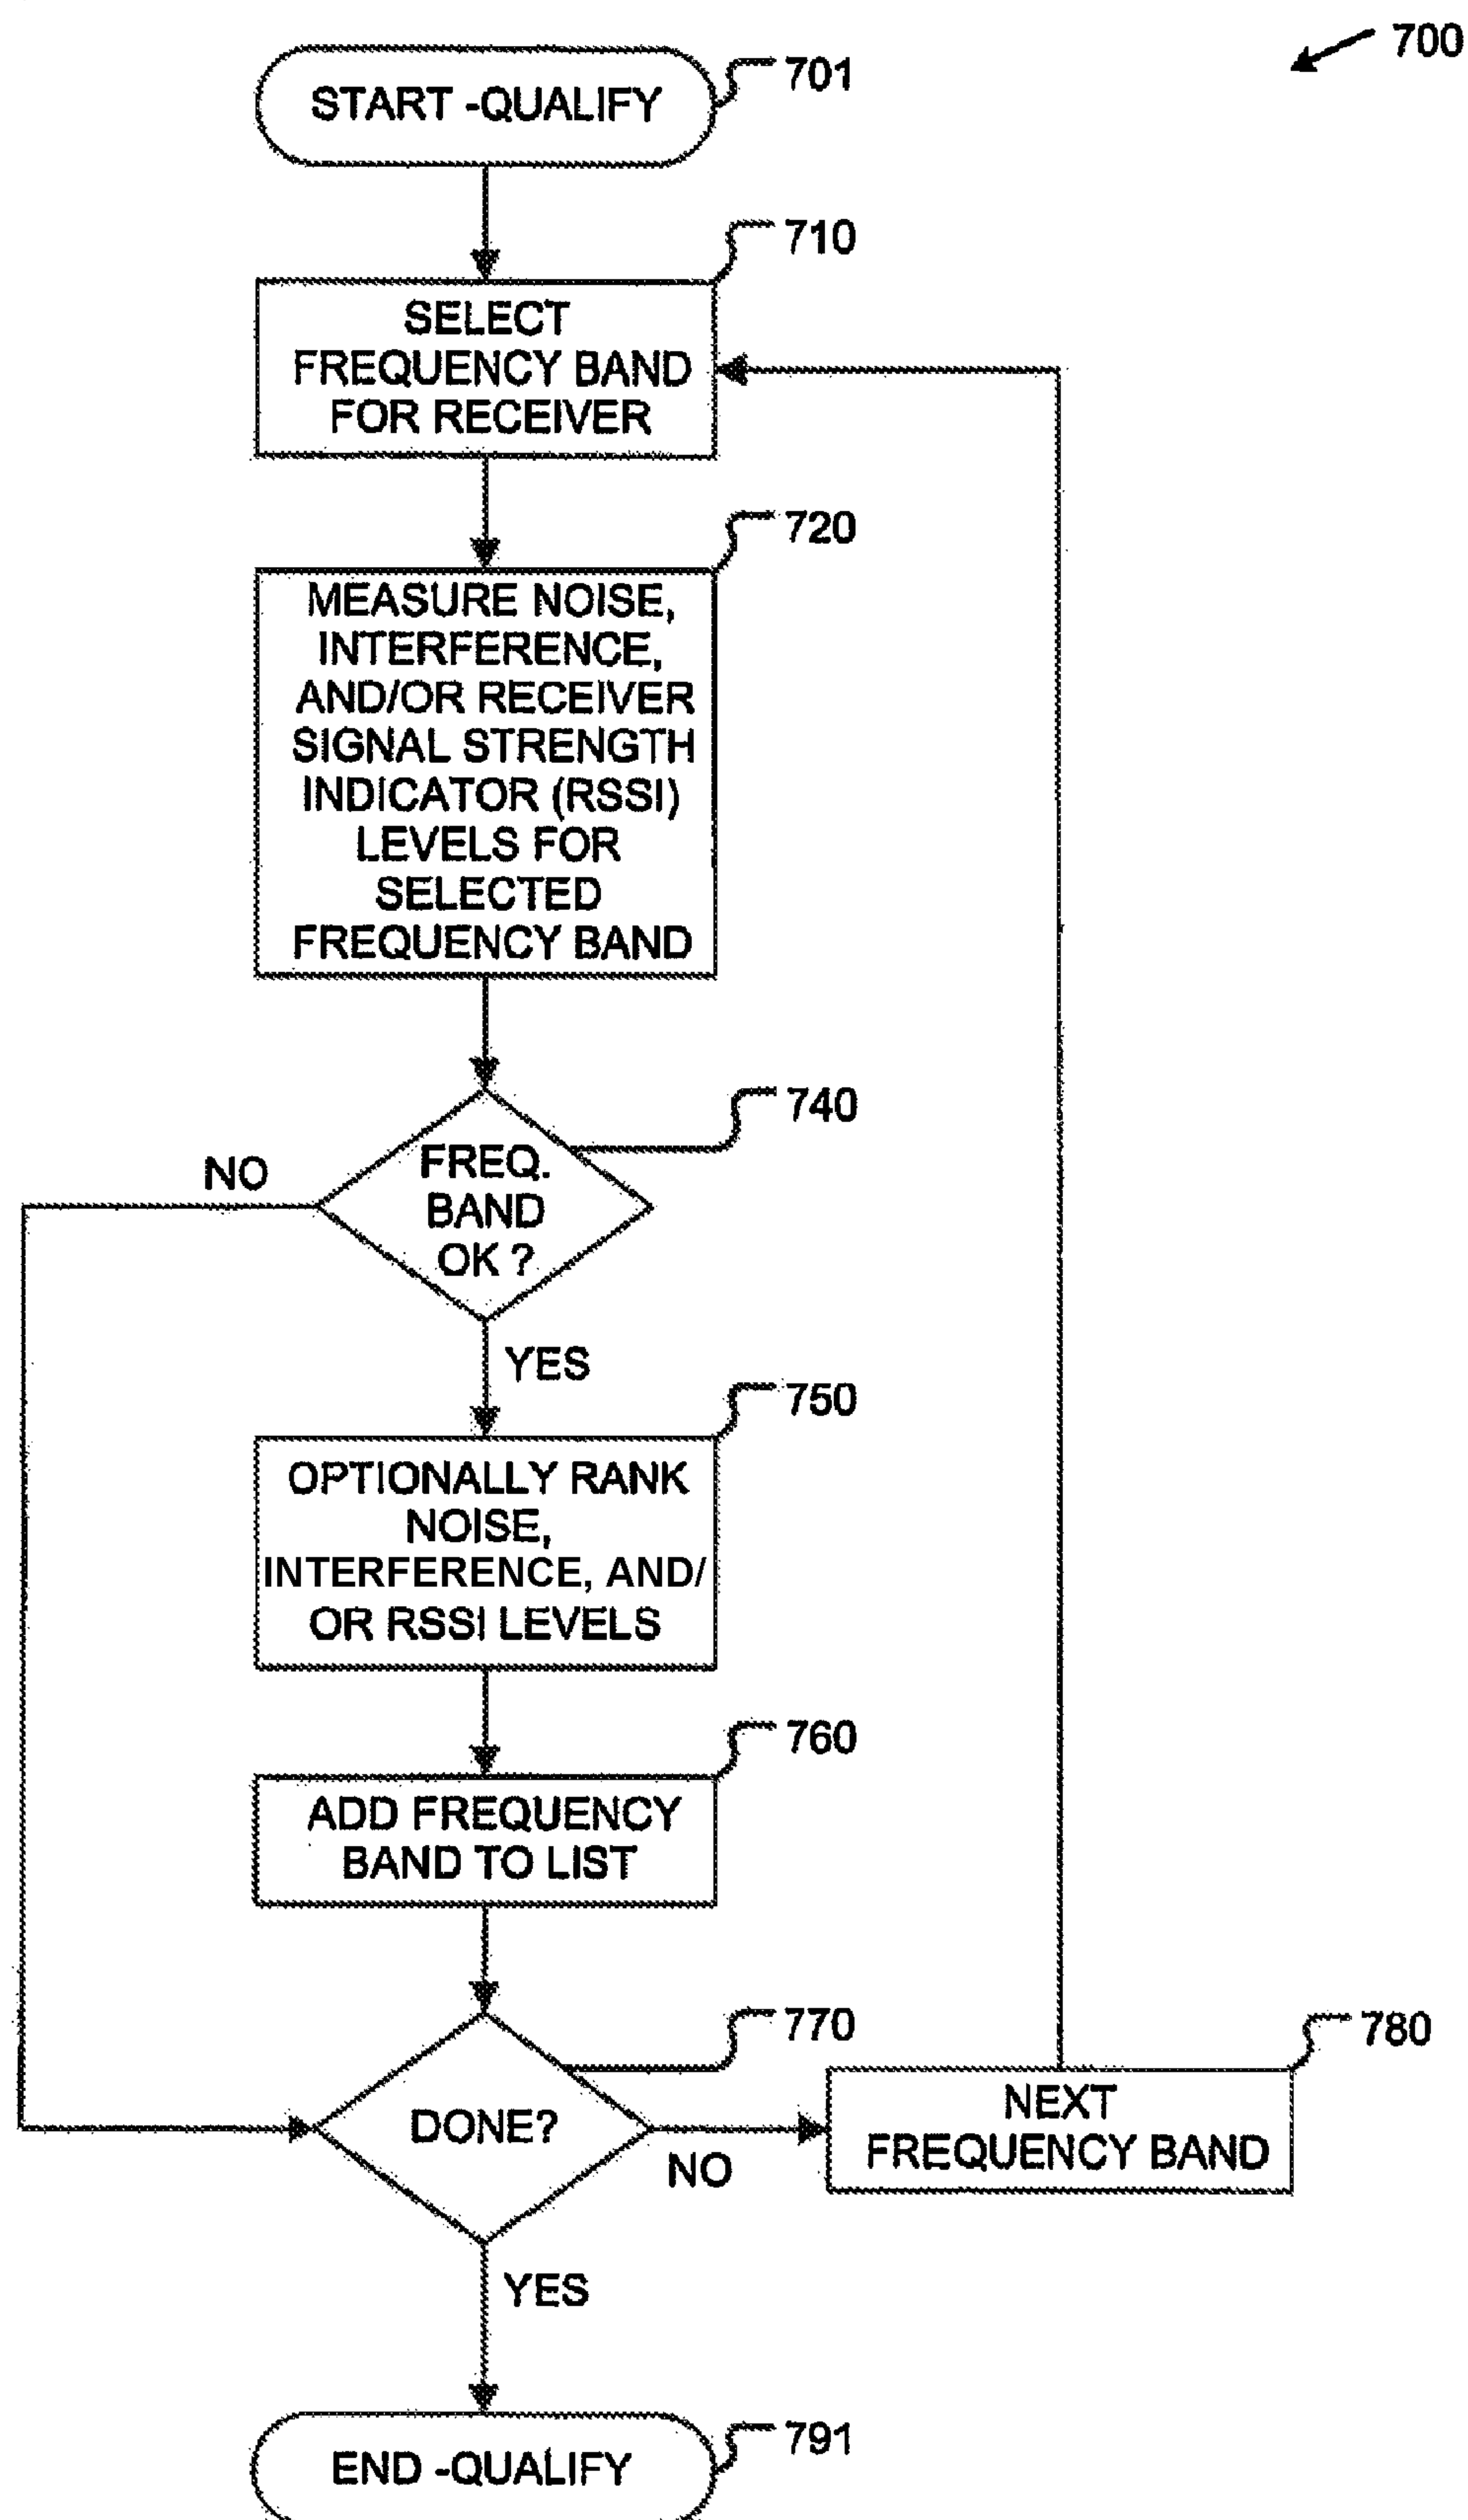 700
START -QUALIFY
701
710
SELECT
FREQUENCY BAND
FOR RECEIVER
720
MEASURE NOISE,
INTERFERENCE,
AND/OR RECEIVER
SIGNAL STRENGTH
INDICATOR (RSSI)
LEVELS FOR
SELECTED
FREQUENCY BAND
740
FREQ.
BAND
OK ?
NO
YES
750
OPTIONALLY RANK
NOISE,
INTERFERENCE, AND/
OR RSSI LEVELS
760
ADD FREQUENCY
BAND TO LIST
770
DONE?
NO
780
NEXT
FREQUENCY BAND
YES
END -QUALIFY
791